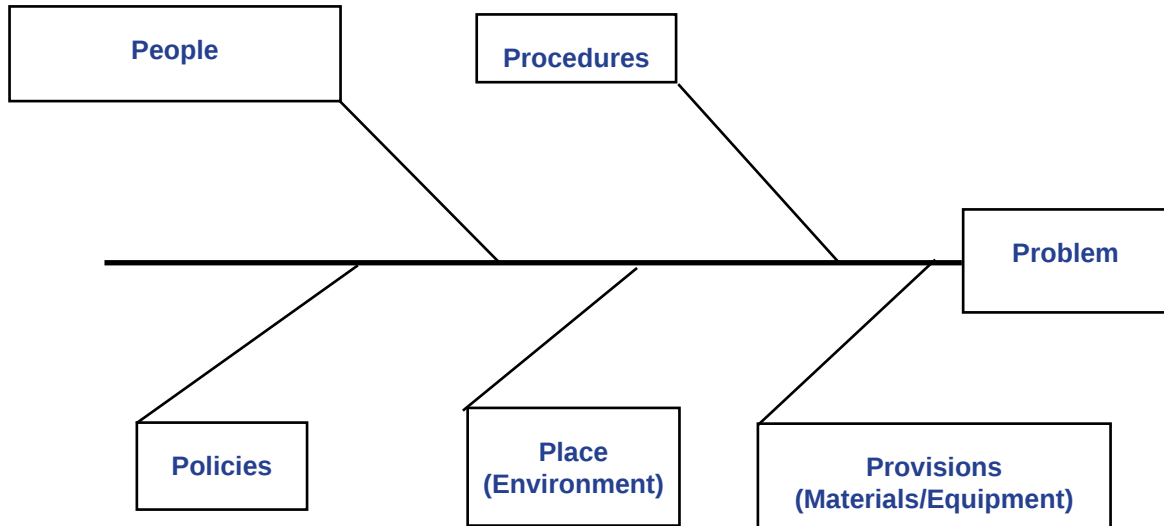 People
Procedures
Problem
Policies
Place
(Environment)
Provisions
(Materials/Equipment)